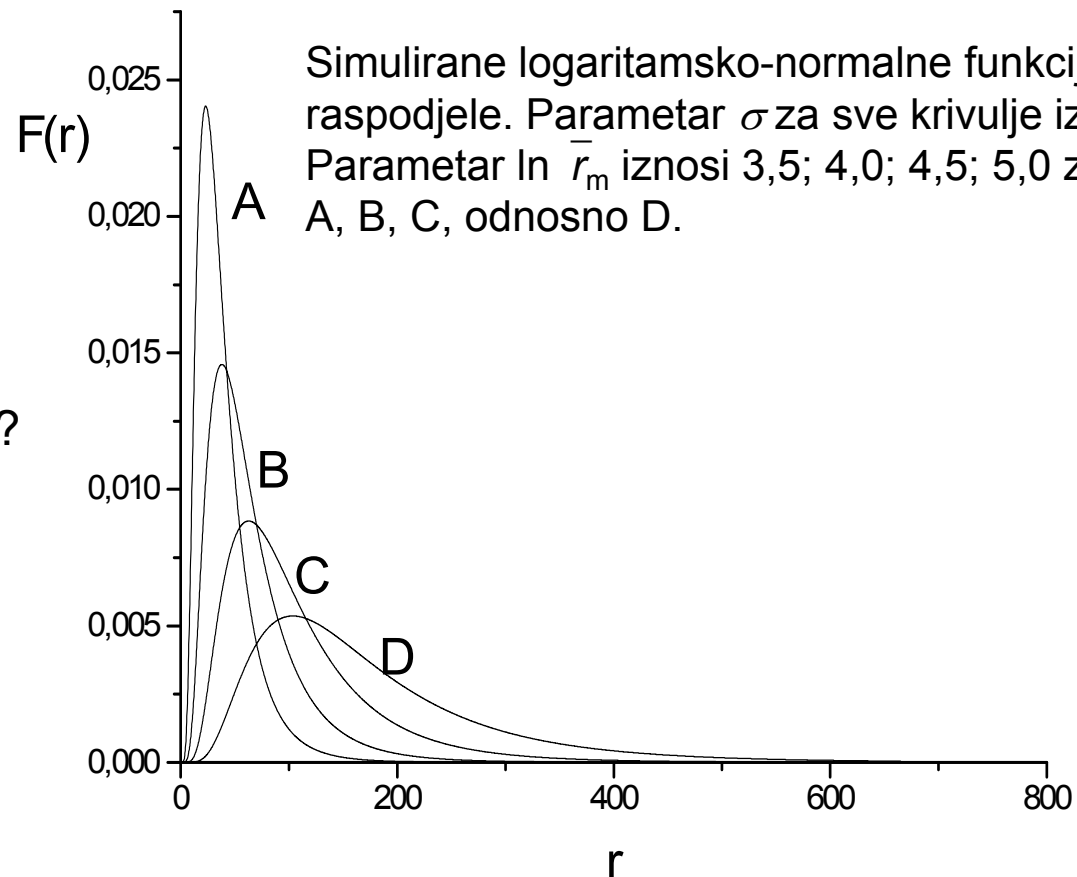 Simulirane logaritamsko-normalne
raspodjele. Parametar σ za sve krivulje
Parametar ln r̅m iznosi 3,5; 4,0; 4,5; 5,0
A, B, C, odnosno D.
F(r)
0,025
0,020
0,015
0,010
0,005
0,000
A
B
C
D
?
0
200
400
600
800
r